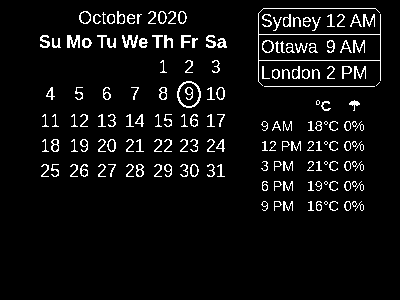 October 2020
Su Mo Tu We Th Fr Sa
1 2 3
4 5 6 7 8 9 10
11 12 13 14 15 16 17
18 19 20 21 22 23 24
25 26 27 28 29 30 31
Sydney 12 AM
Ottawa 9 AM
London 2 PM
°C
9 AM 18°C 0%
12 PM 21°C 0%
3 PM 21°C 0%
6 PM 19°C 0%
9 PM 16°C 0%